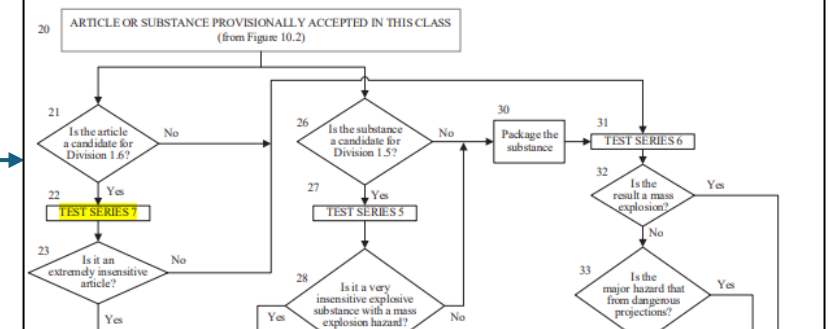 20
ARTICLE OR SUBSTANCE PROVISIONALLY ACCEPTED IN THIS CLASS
(from Figure 10.2)
21
Is the article
a candidate for
Division 1.6?
No
Yes
22
TEST SERIES 7
23
Is it an
extremely insensitive
article?
No
Yes
26
Is the substance
a candidate for
Division 1.5?
No
Yes
27
TEST SERIES 5
28
Is it a very
insensitive explosive
substance with a mass
explosion hazard?
Yes
No
30
Package the
substance
31
TEST SERIES 6
32
Is the
result a mass
explosion?
Yes
No
33
Is the
major hazard that
from dangerous
projections?
Yes